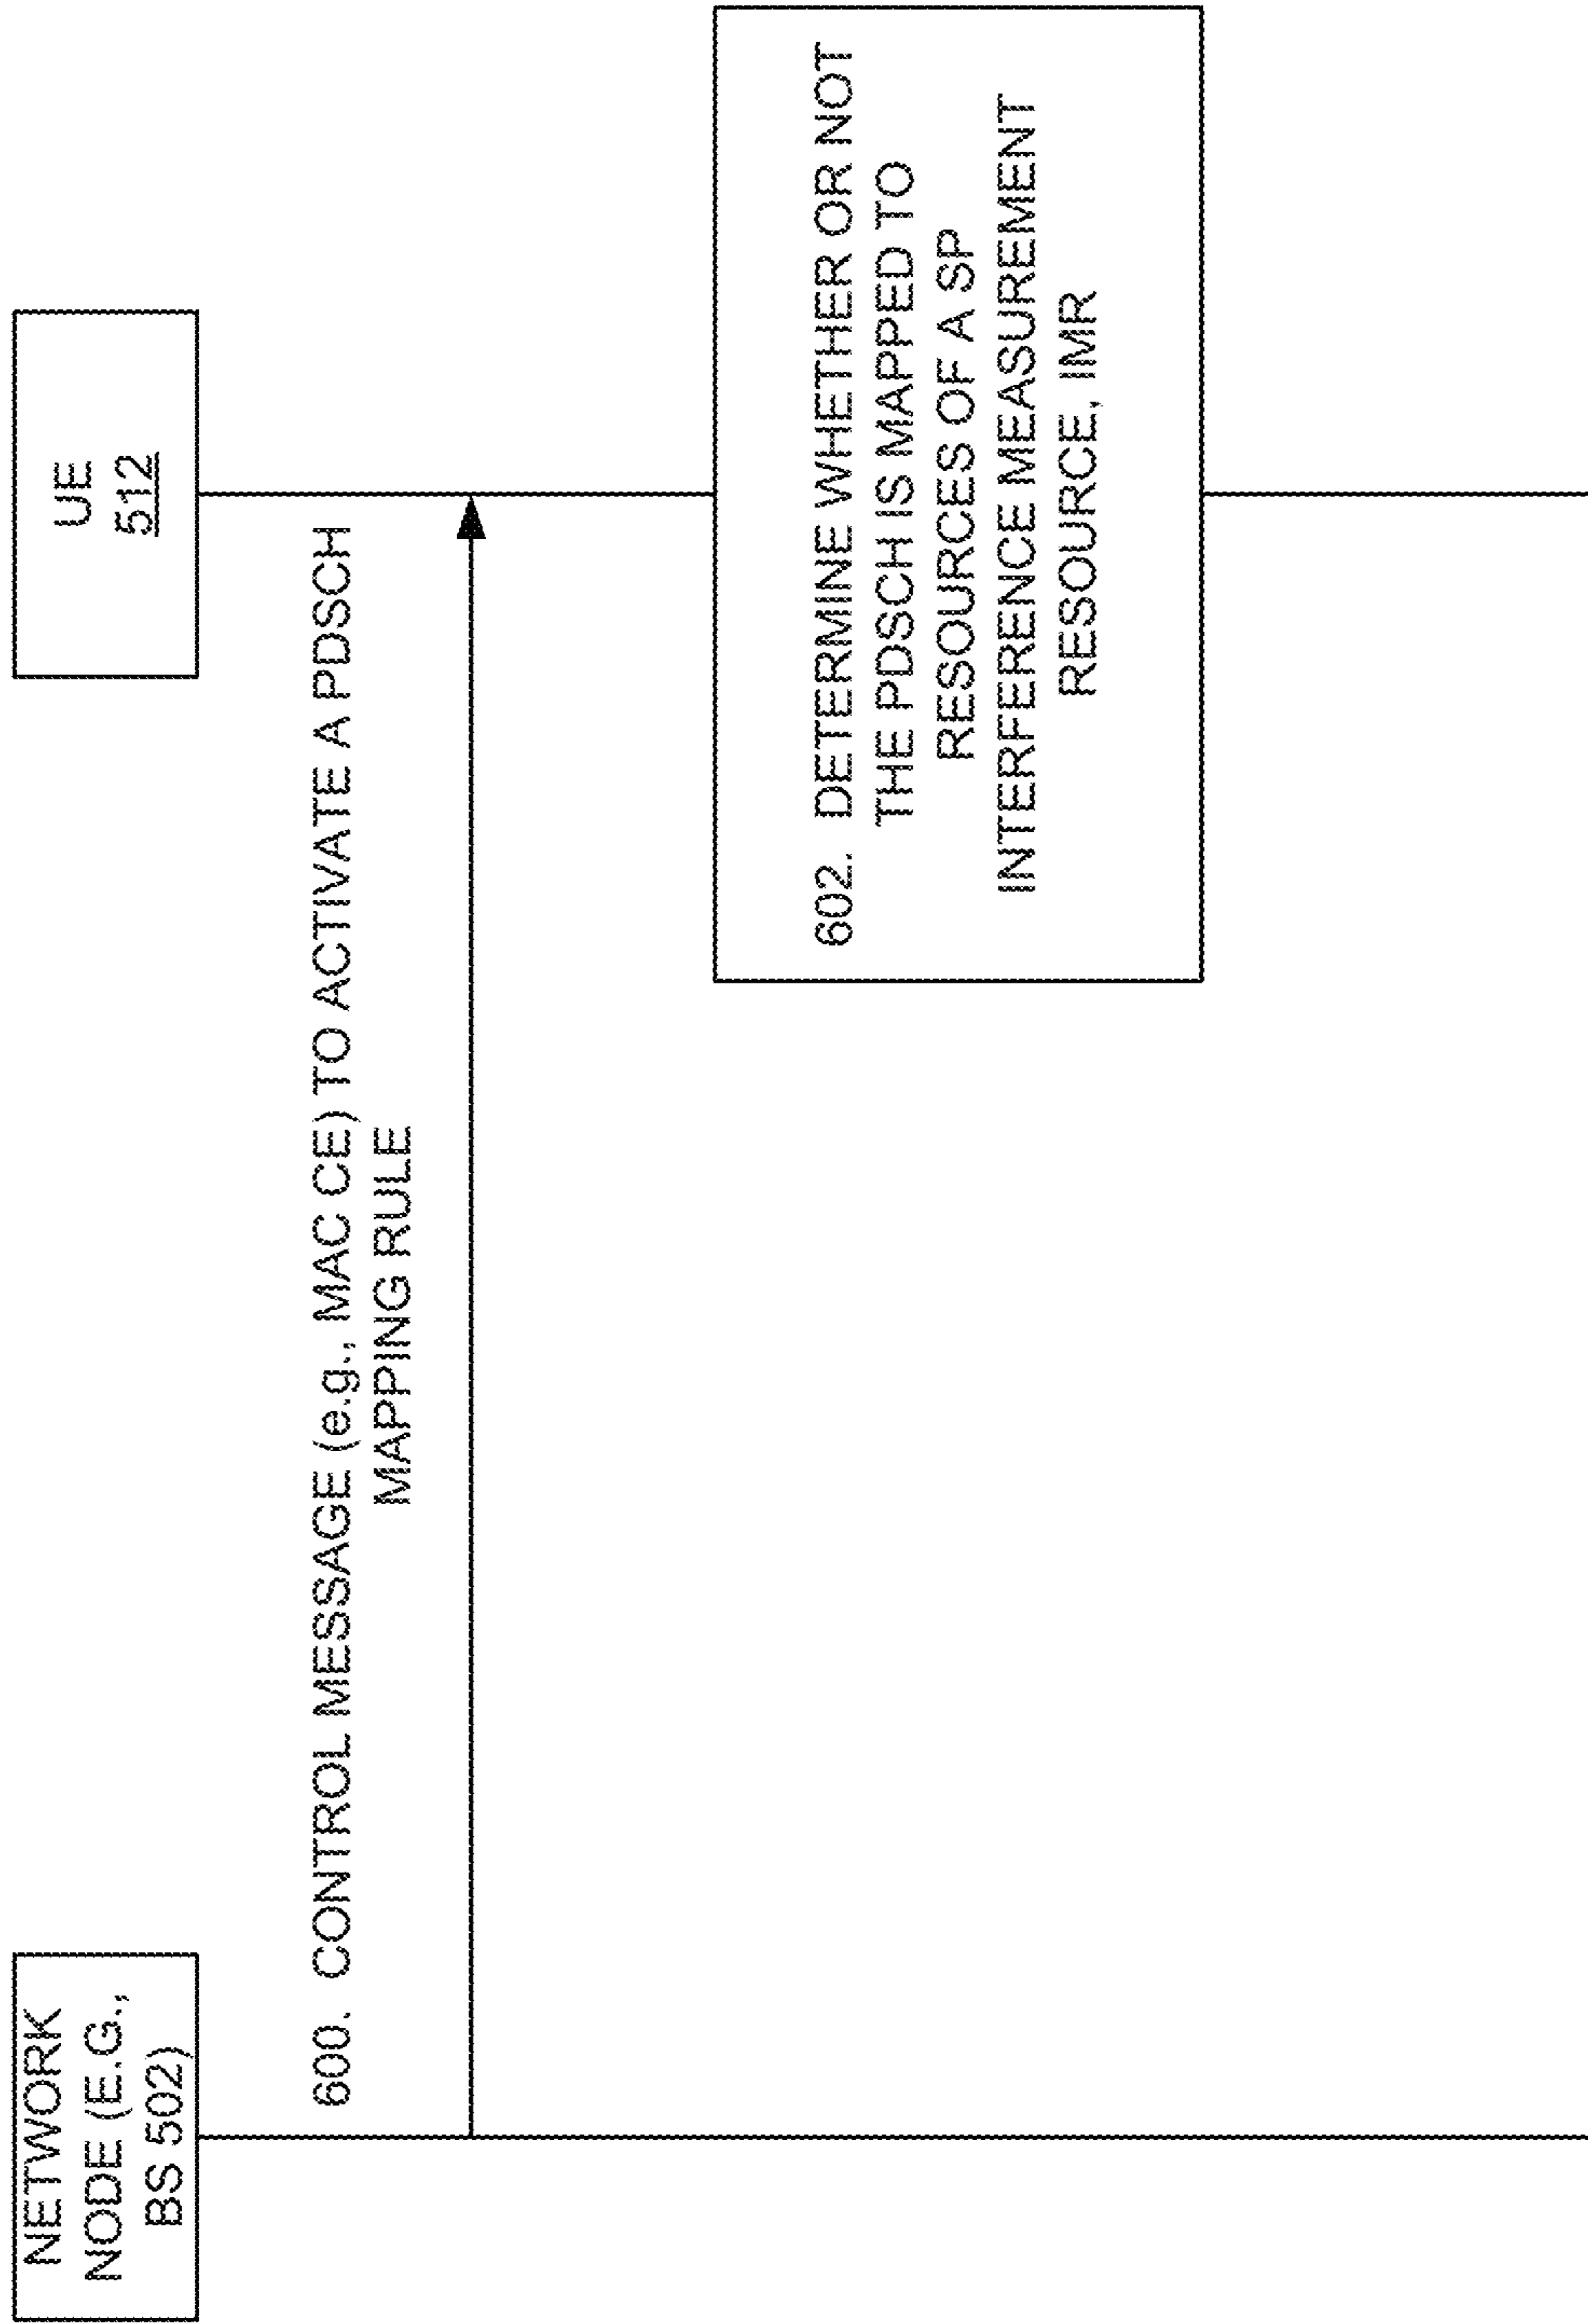 NETWORK
NODE (E.G.,
BS 502)
UE
512
600. CONTROL MESSAGE (e.g., MAC CE) TO ACTIVATE A PDSCH
MAPPING RULE
602. DETERMINE WHETHER OR NOT
THE PDSCH IS MAPPED TO
RESOURCES OF A SP
INTERFERENCE MEASUREMENT
RESOURCE, IMR